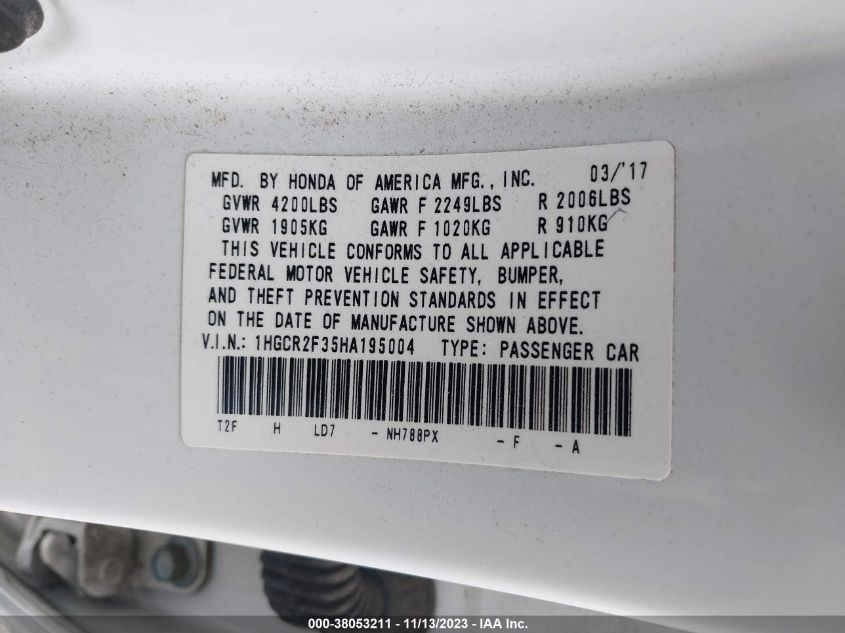 MFD. BY HONDA OF AMERICA MFG., INC. 03/'17
GVWR 4200LBS GAWR F 2249LBS R 2006LBS
GVWR 1905KG GAWR F 1020KG R 910KG
THIS VEHICLE CONFORMS TO ALL APPLICABLE
FEDERAL MOTOR VEHICLE SAFETY, BUMPER,
AND THEFT PREVENTION STANDARDS IN EFFECT
ON THE DATE OF MANUFACTURE SHOWN ABOVE.
V.I.N.: 1HGCR2F35HA195004 TYPE: PASSENGER CAR
T2F H LD7 - NH788PX - F - A
000-38053211 - 11/13/2023 - IAA Inc.